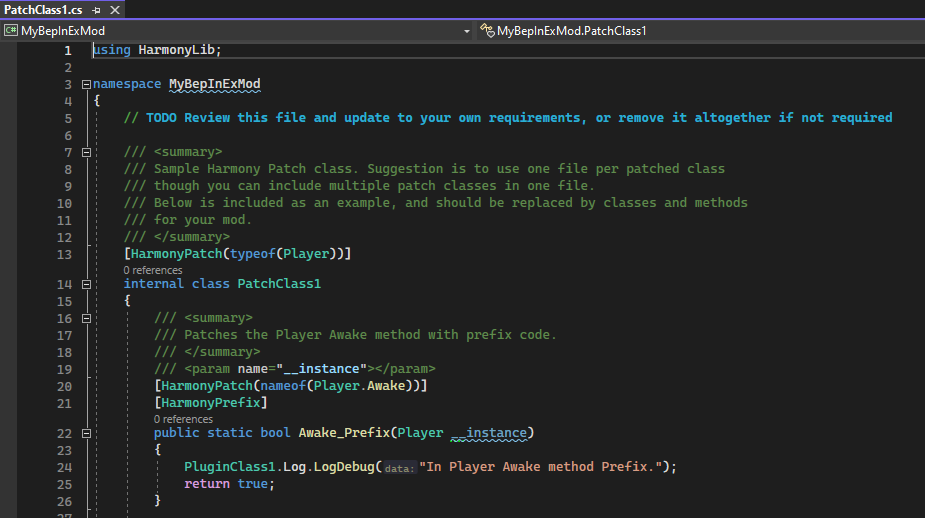 PatchClass1.cs
C# MyBepInExMod MyBepInExMod.PatchClass1
1 using HarmonyLib;
2
3 namespace MyBepInExMod
4 {
5 // TODO Review this file and update to your own requirements, or remove it altogether if not required
6
7 /// <summary>
8 /// Sample Harmony Patch class. Suggestion is to use one file per patched class
9 /// though you can include multiple patch classes in one file.
10 /// Below is included as an example, and should be replaced by classes and methods
11 /// for your mod.
12 /// </summary>
13 [HarmonyPatch(typeof(Player))]
0 references
14 internal class PatchClass1
15 {
16 /// <summary>
17 /// Patches the Player Awake method with prefix code.
18 /// </summary>
19 /// <param name="__instance"></param>
20 [HarmonyPatch(nameof(Player.Awake))]
21 [HarmonyPrefix]
0 references
22 public static bool Awake_Prefix(Player __instance)
23 {
24 PluginClass1.Log.LogDebug(data: "In Player Awake method Prefix.");
25 return true;
26 }
27